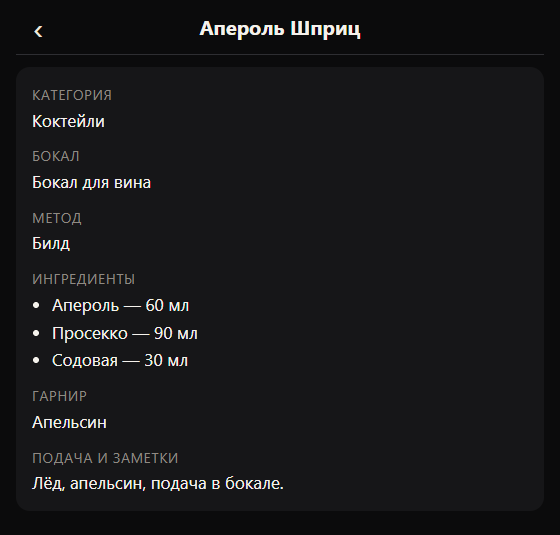 ‹ Апероль Шприц
КАТЕГОРИЯ
Коктейли
БОКАЛ
Бокал для вина
МЕТОД
Билд
ИНГРЕДИЕНТЫ
• Апероль — 60 мл
• Просекко — 90 мл
• Содовая — 30 мл
ГАРНИР
Апельсин
ПОДАЧА И ЗАМЕТКИ
Лёд, апельсин, подача в бокале.